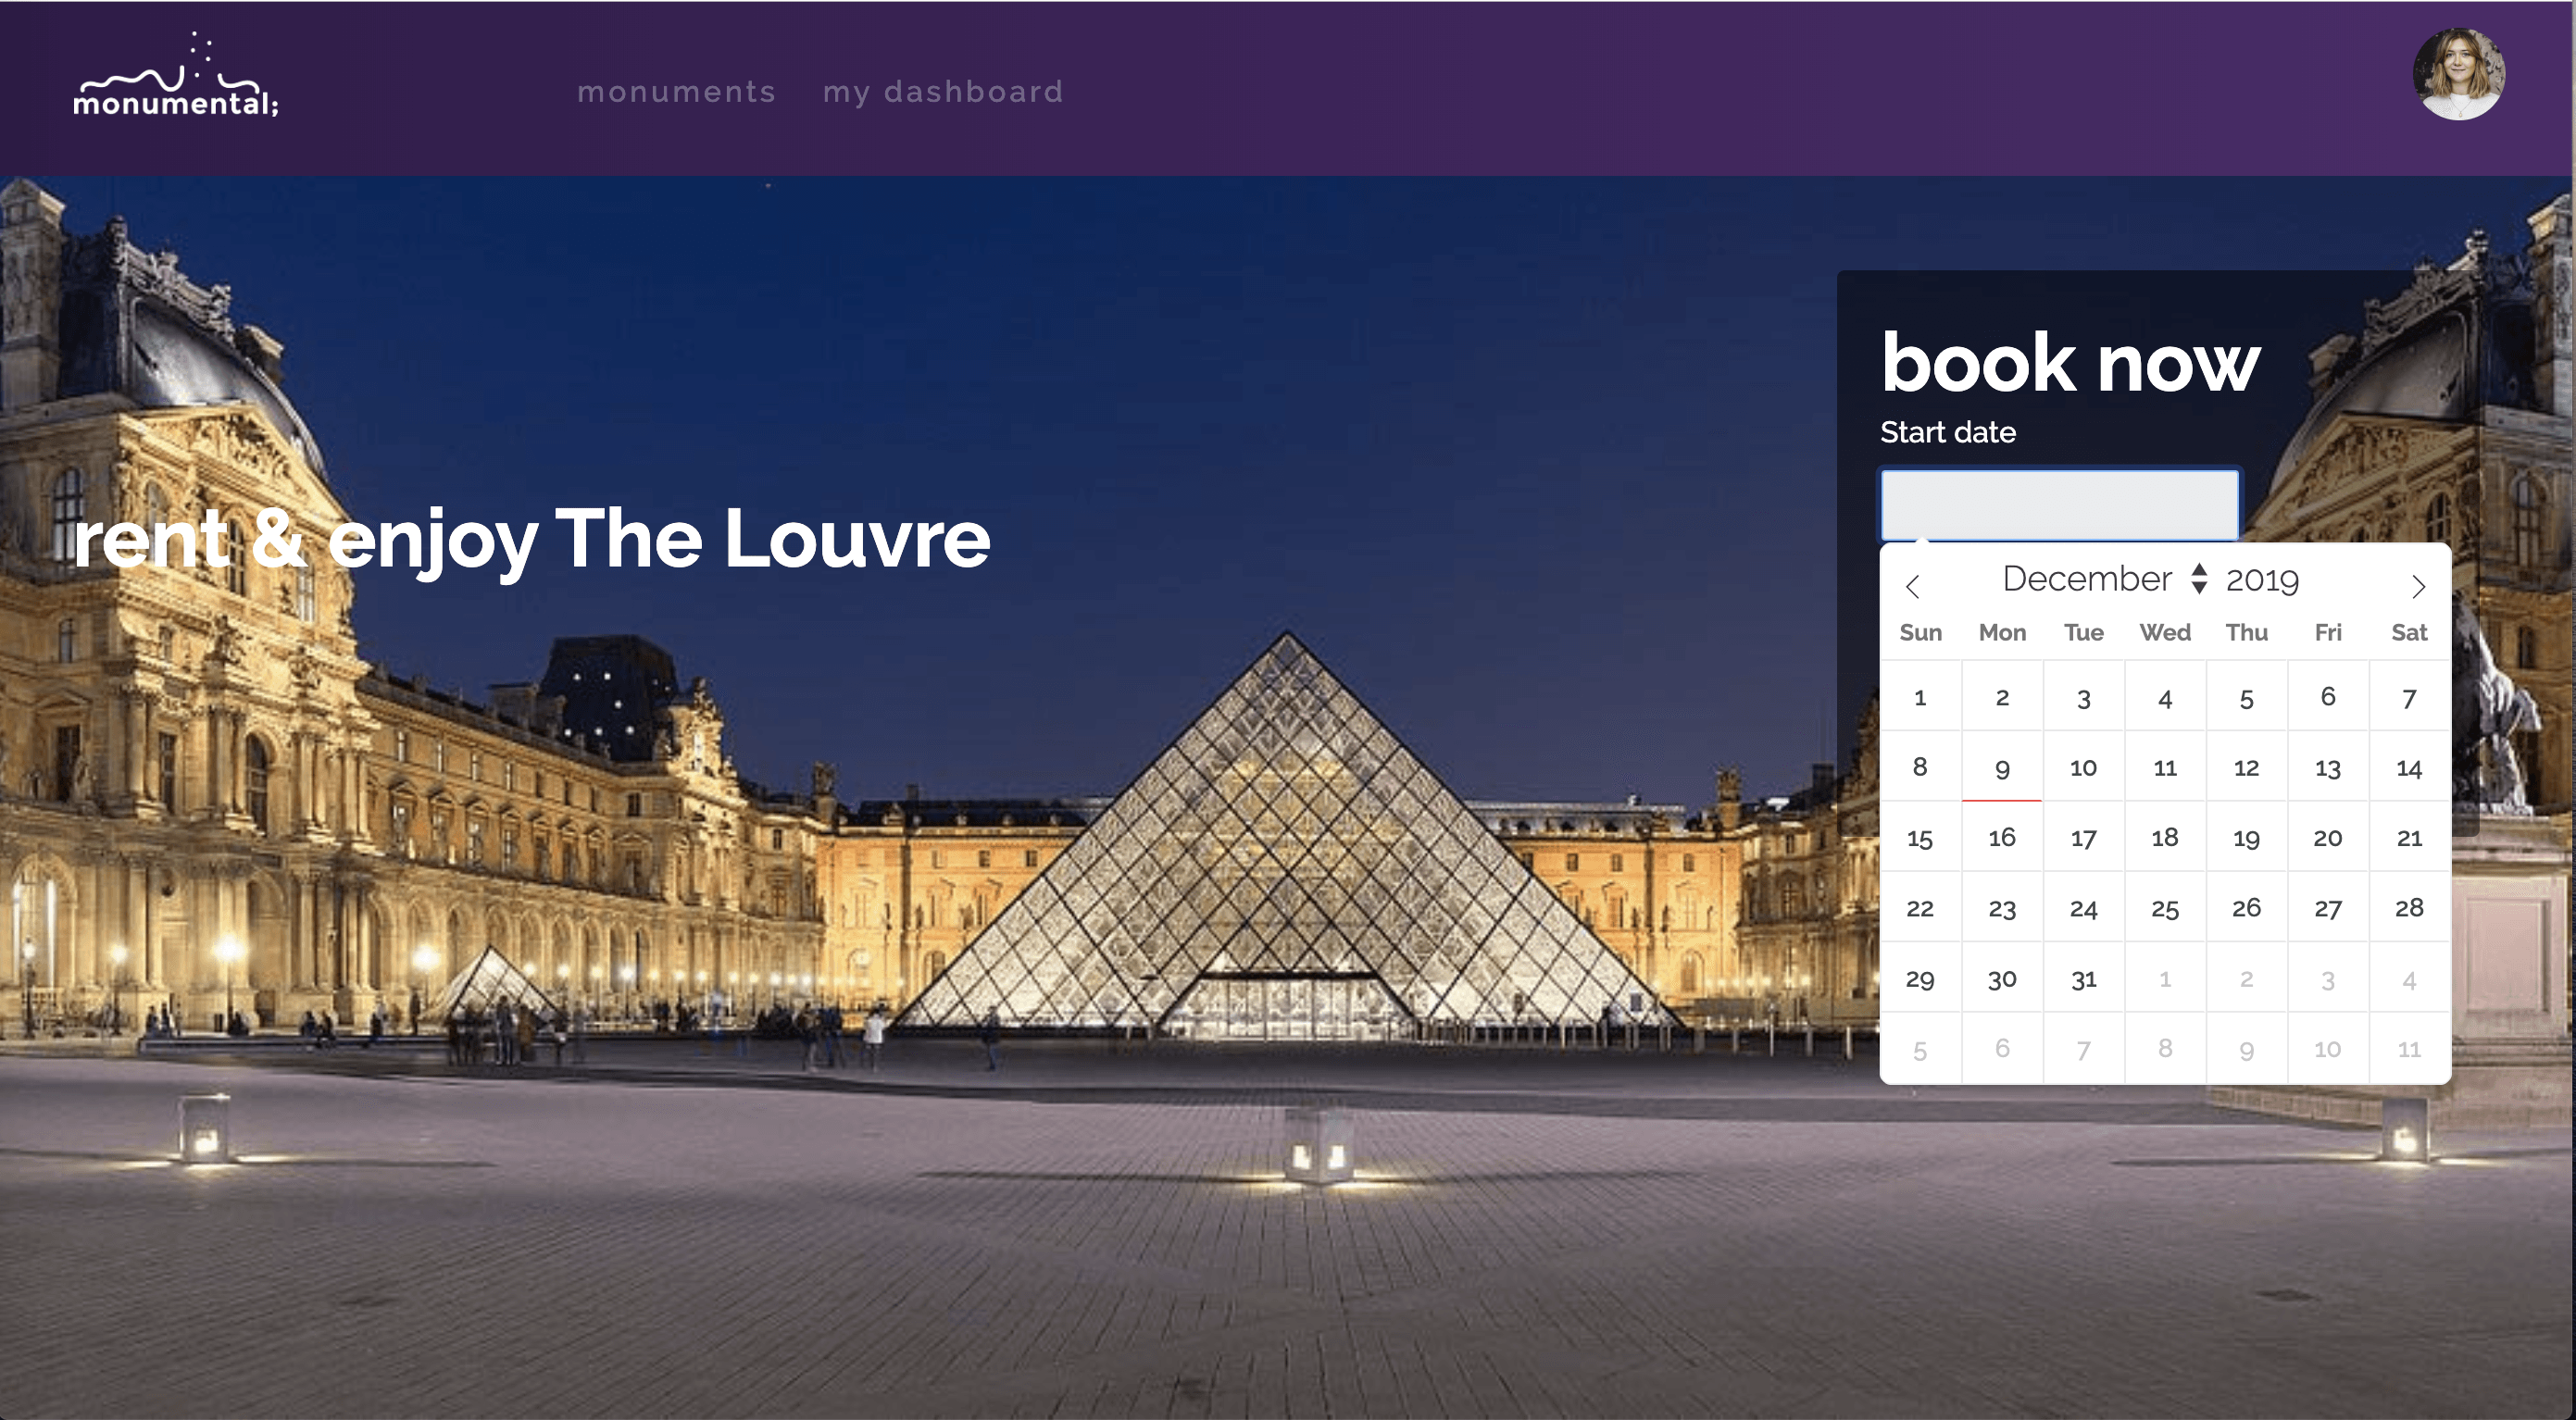 monumental;
monuments my dashboard
rent & enjoy The Louvre
book now
Start date
December 2019
Sun Mon Tue Wed Thu Fri Sat
1 2 3 4 5 6 7
8 9 10 11 12 13 14
15 16 17 18 19 20 21
22 23 24 25 26 27 28
29 30 31 1 2 3 4
5 6 7 8 9 10 11